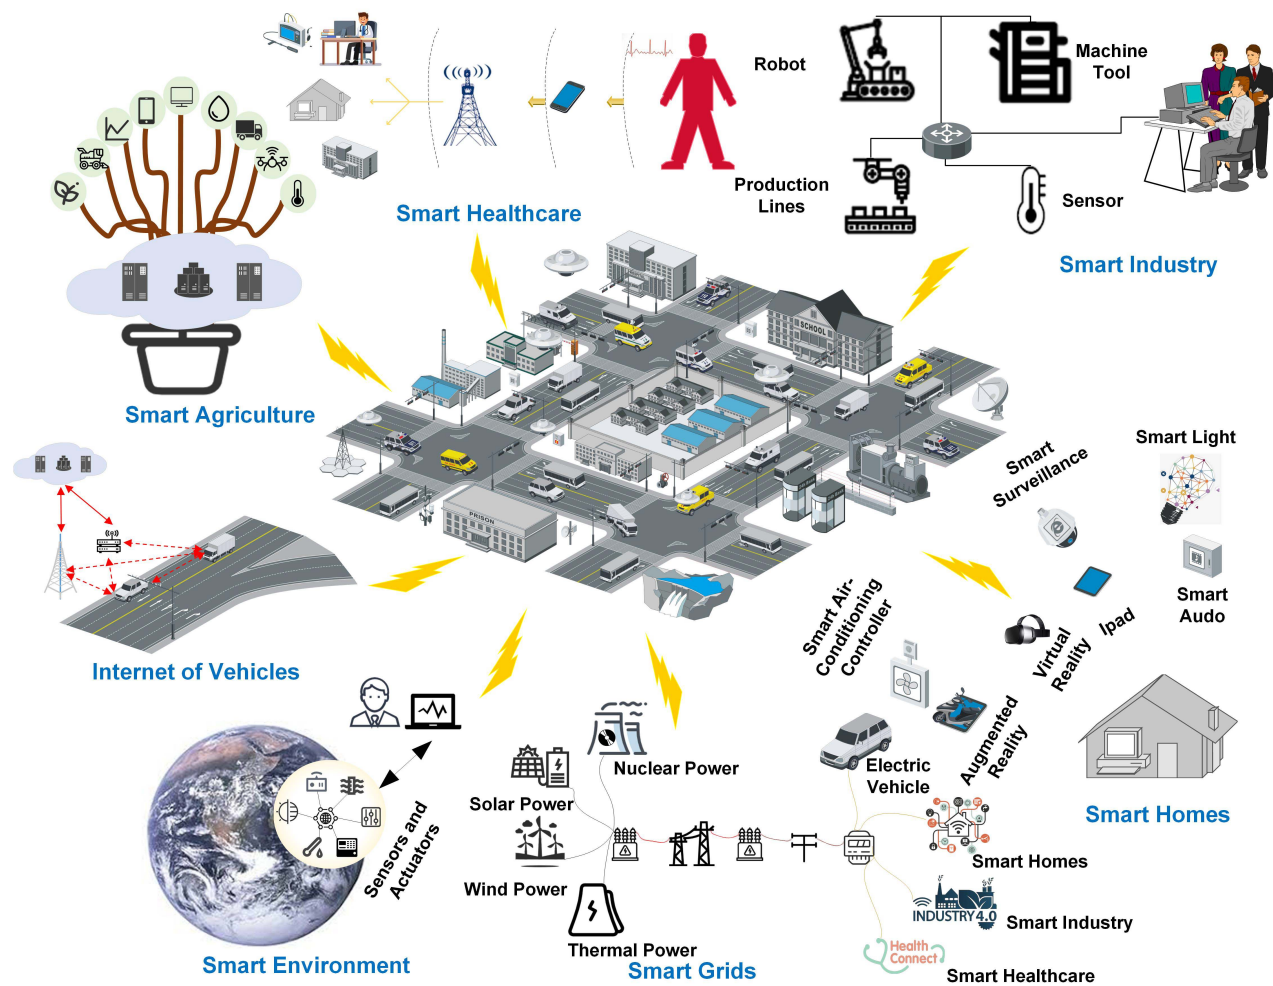 Robot
Machine
Tool
Production
Lines
Sensor
Smart Healthcare
Smart Industry
SCHOOL
Smart Agriculture
PRISON
Smart
Surveillance
Smart Light
Smart
Audo
Ipad
Virtual
Reality
Smart Air-
Conditioning
Controller
Augmented
Reality
Electric
Vehicle
Smart Homes
Internet of Vehicles
Sensors and
Actuators
Smart Environment
Nuclear Power
Solar Power
Wind Power
Thermal Power
Smart Grids
Smart Homes
INDUSTRY 4.0
Smart Industry
Health
Connect
Smart Healthcare